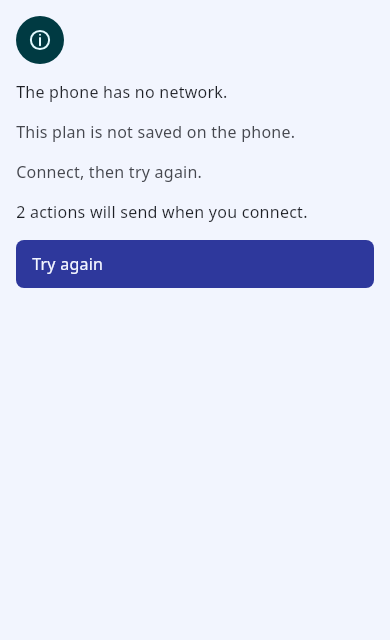 The phone has no network.
This plan is not saved on the phone.
Connect, then try again.
2 actions will send when you connect.
Try again